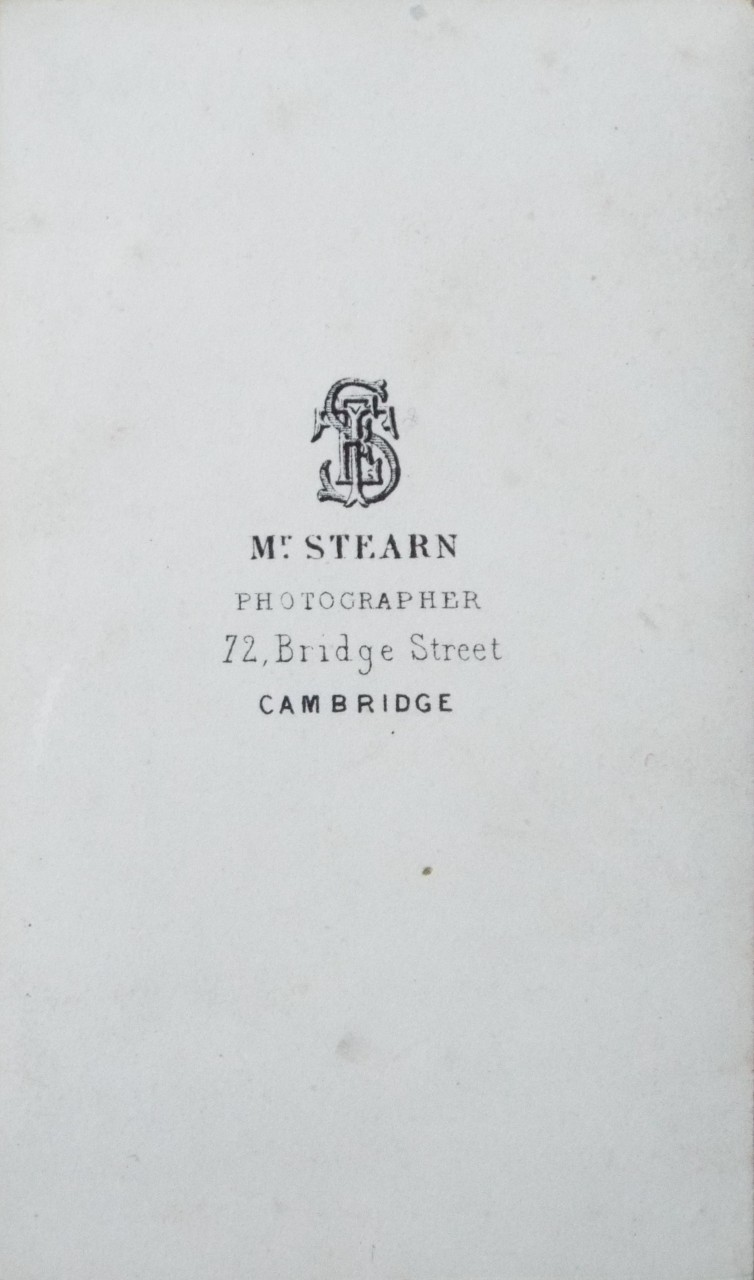 Mr. STEARN
PHOTOGRAPHER
72, Bridge Street
CAMBRIDGE